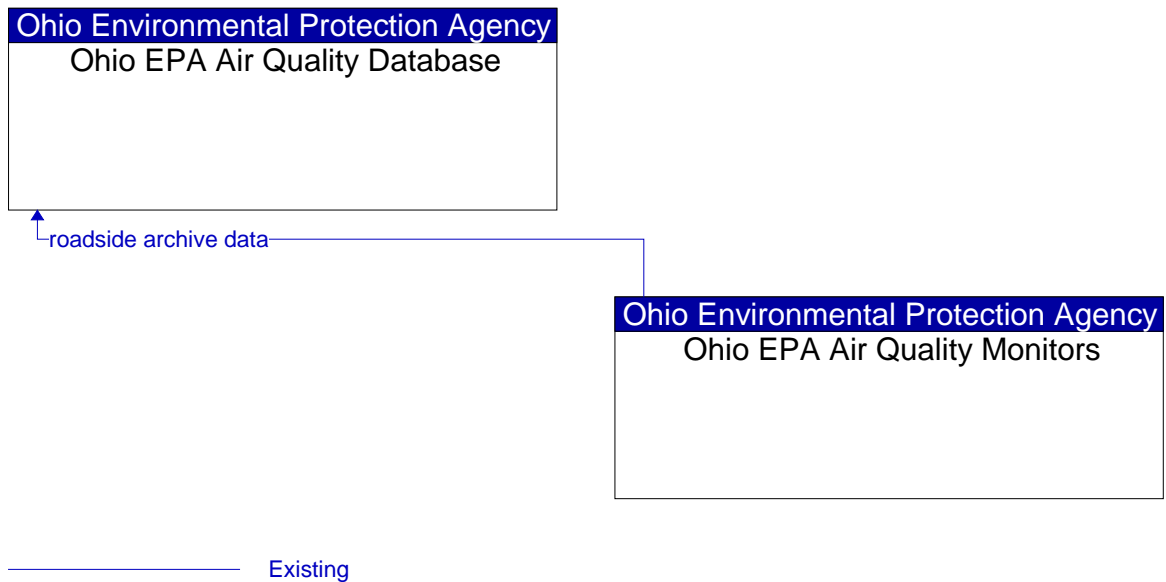 Ohio Environmental Protection Agency
Ohio EPA Air Quality Database
roadside archive data
Ohio Environmental Protection Agency
Ohio EPA Air Quality Monitors
Existing